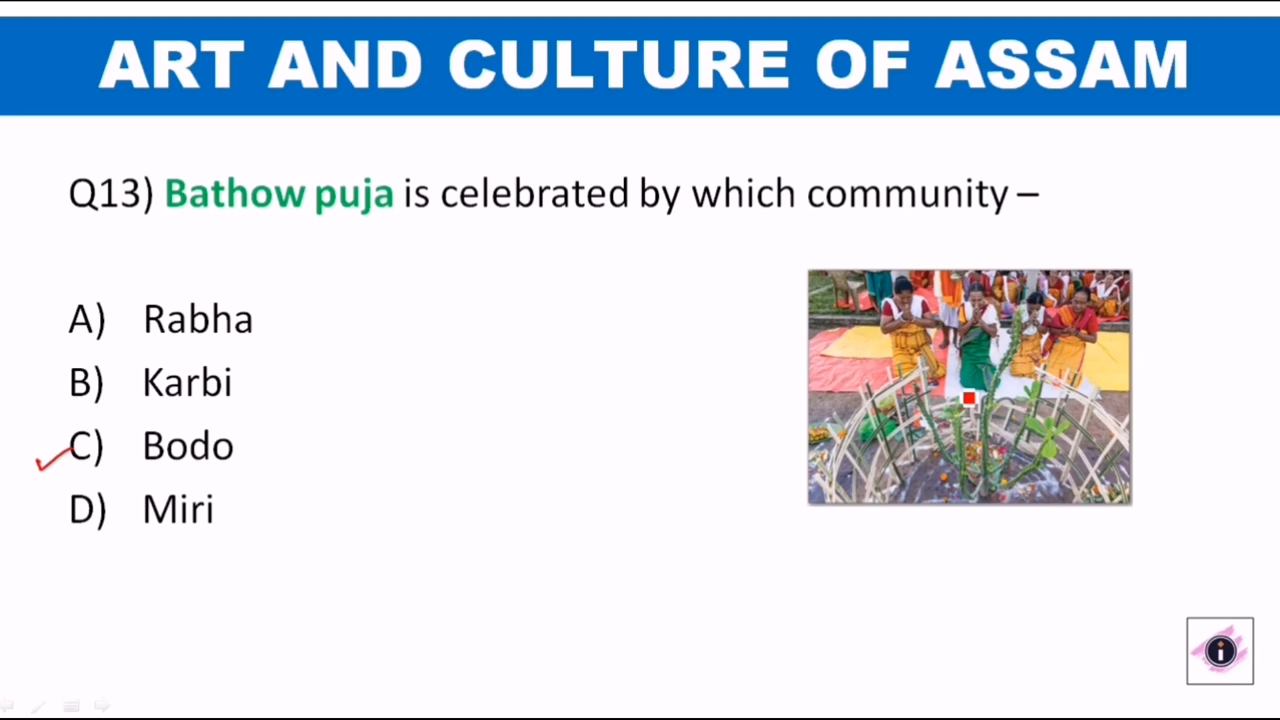 ART AND CULTURE OF ASSAM
Q13) Bathow puja is celebrated by which community –
A) Rabha
B) Karbi
C) Bodo
D) Miri
i